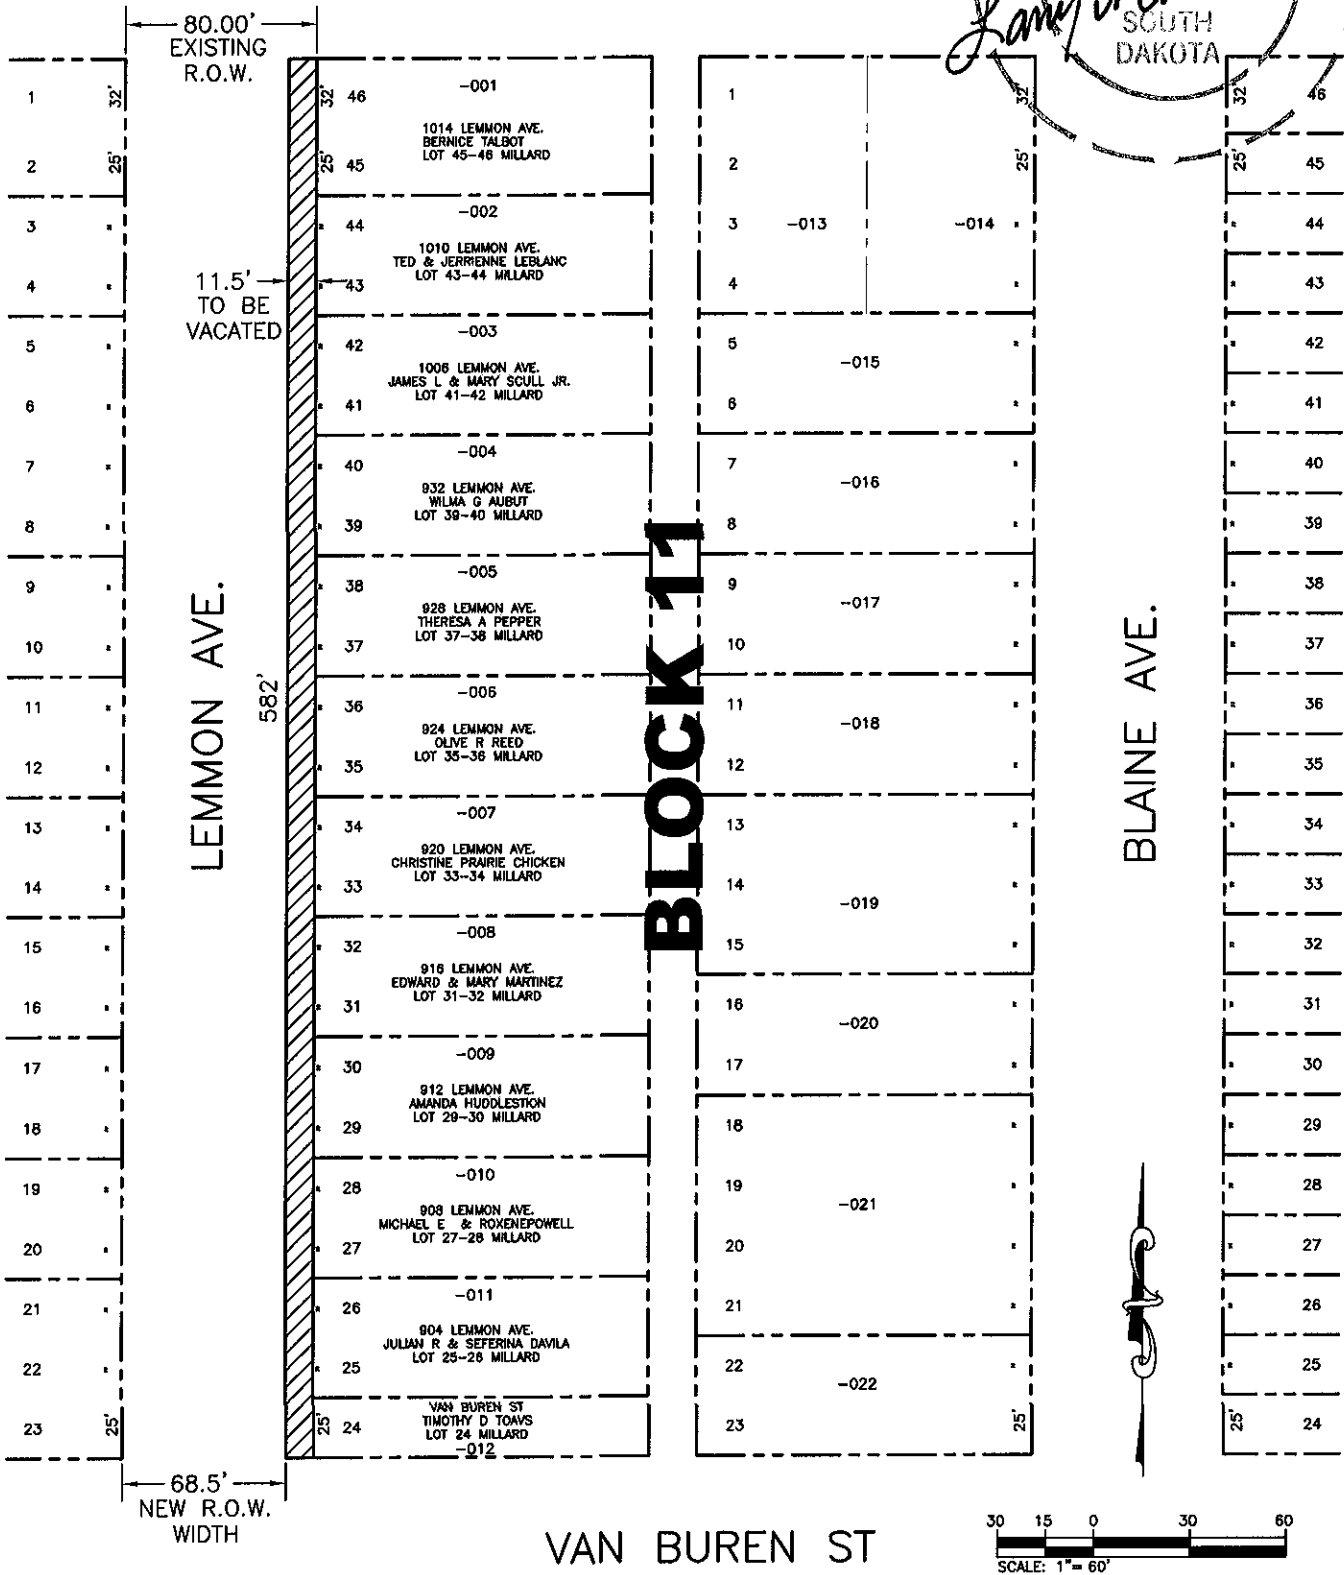 80.00'
EXISTING
R.O.W.
SOUTH
DAKOTA
1
32'
2
25'
3
4
5
6
7
8
9
10
11
12
13
14
15
16
17
18
19
20
21
22
23
25'
LEMMON AVE.
11.5'
TO BE
VACATED
582'
68.5'
NEW R.O.W.
WIDTH
32'
46
-001
1014 LEMMON AVE.
BERNICE TALBOT
LOT 45-46 MILLARD
25'
45
44
-002
1010 LEMMON AVE.
TED & JERRIENNE LEBLANC
LOT 43-44 MILLARD
43
42
-003
1006 LEMMON AVE.
JAMES L & MARY SCULL JR.
LOT 41-42 MILLARD
41
40
-004
932 LEMMON AVE.
WILMA G AUBUT
LOT 39-40 MILLARD
39
38
-005
928 LEMMON AVE.
THERESA A PEPPER
LOT 37-38 MILLARD
37
36
-006
924 LEMMON AVE.
OLIVE R REED
LOT 35-36 MILLARD
35
34
-007
920 LEMMON AVE.
CHRISTINE PRAIRIE CHICKEN
LOT 33-34 MILLARD
33
32
-008
916 LEMMON AVE.
EDWARD & MARY MARTINEZ
LOT 31-32 MILLARD
31
30
-009
912 LEMMON AVE.
AMANDA HUDDLESTION
LOT 29-30 MILLARD
29
28
-010
908 LEMMON AVE.
MICHAEL E & ROXENEPOWELL
LOT 27-28 MILLARD
27
26
-011
904 LEMMON AVE.
JULIAN R & SEFERINA DAVILA
LOT 25-26 MILLARD
25
25'
24
VAN BUREN ST
TIMOTHY D TOAVS
LOT 24 MILLARD
-012
BLOCK 11
1
32'
2
25'
3
-013
-014
4
5
-015
6
7
-016
8
9
-017
10
11
-018
12
13
14
-019
15
16
-020
17
18
19
-021
20
21
22
-022
23
25'
BLAINE AVE.
32'
46
25'
45
44
43
42
41
40
39
38
37
36
35
34
33
32
31
30
29
28
27
26
25
25'
24
VAN BUREN ST
30 15 0 30 60
SCALE: 1"= 60'